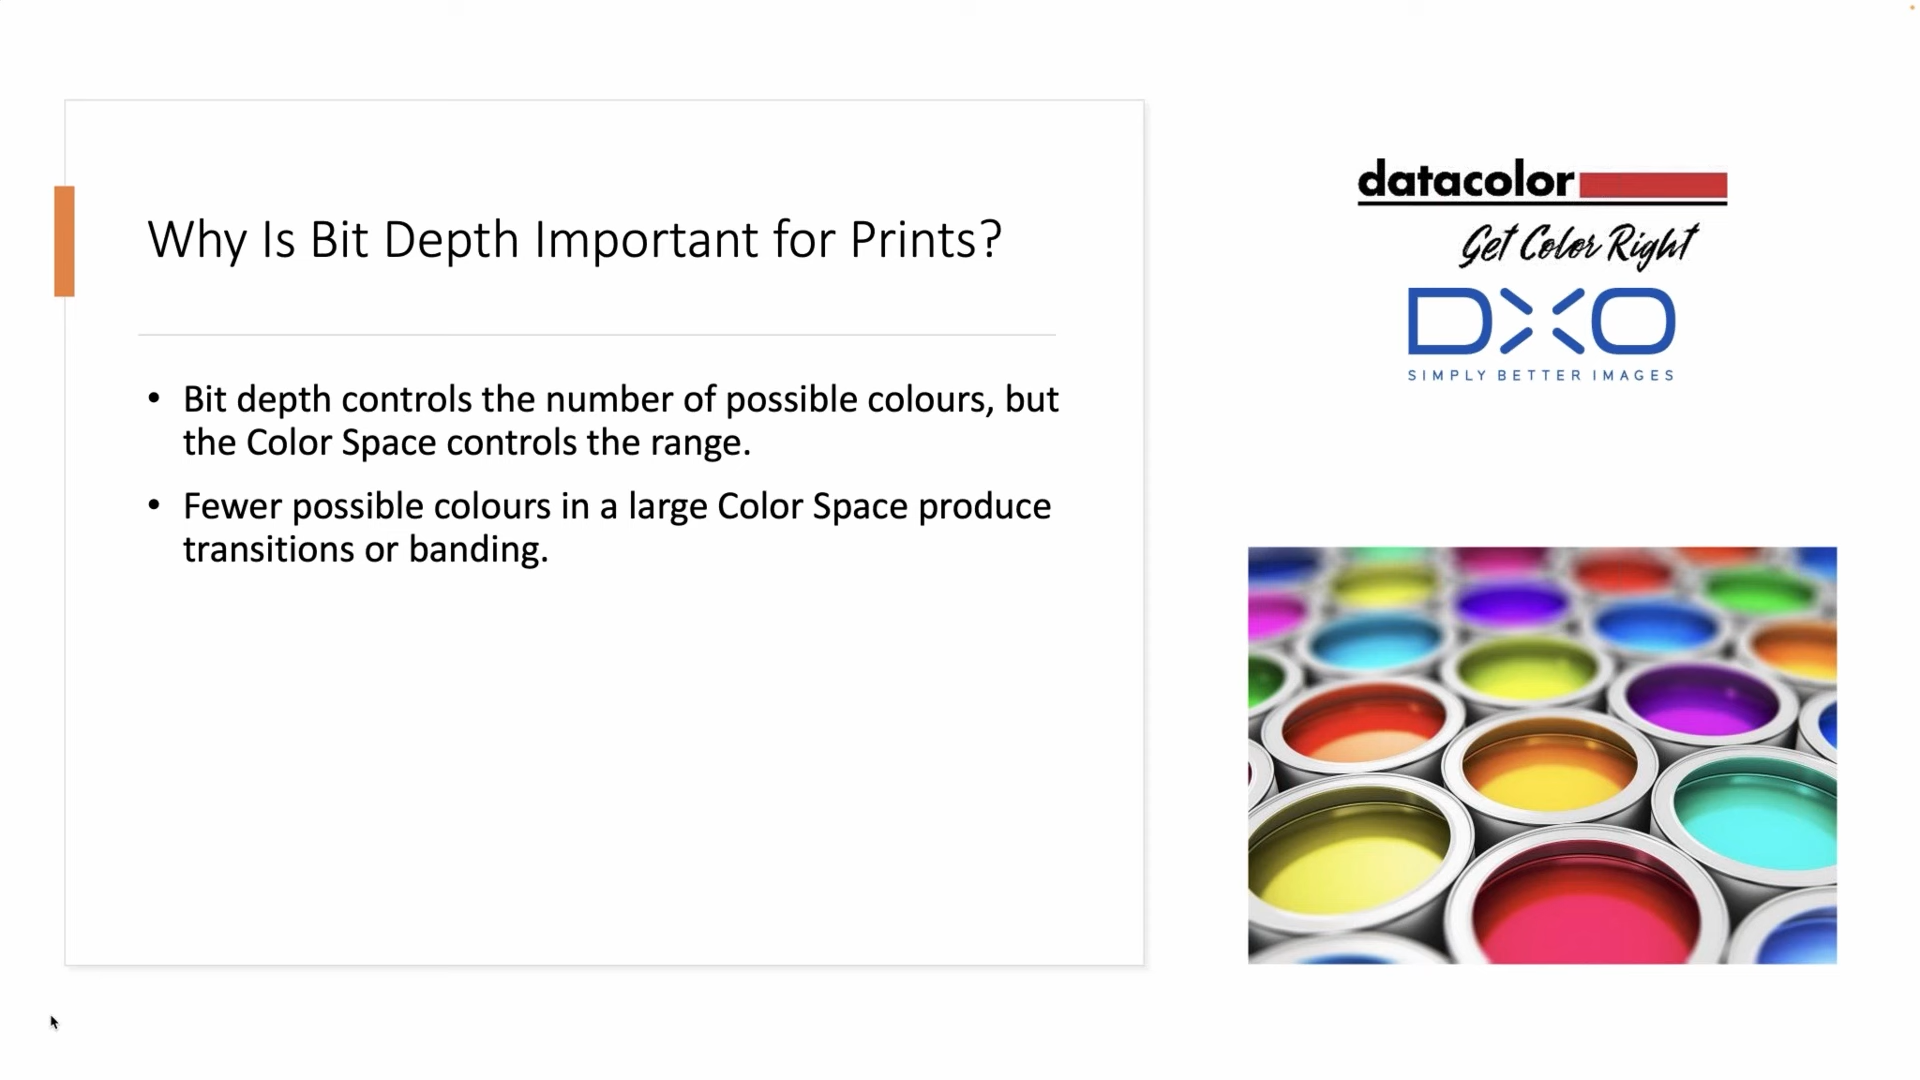 Why Is Bit Depth Important for Prints?
• Bit depth controls the number of possible colours, but
the Color Space controls the range.
• Fewer possible colours in a large Color Space produce
transitions or banding.
datacolor
Get Color Right
DXO
SIMPLY BETTER IMAGES